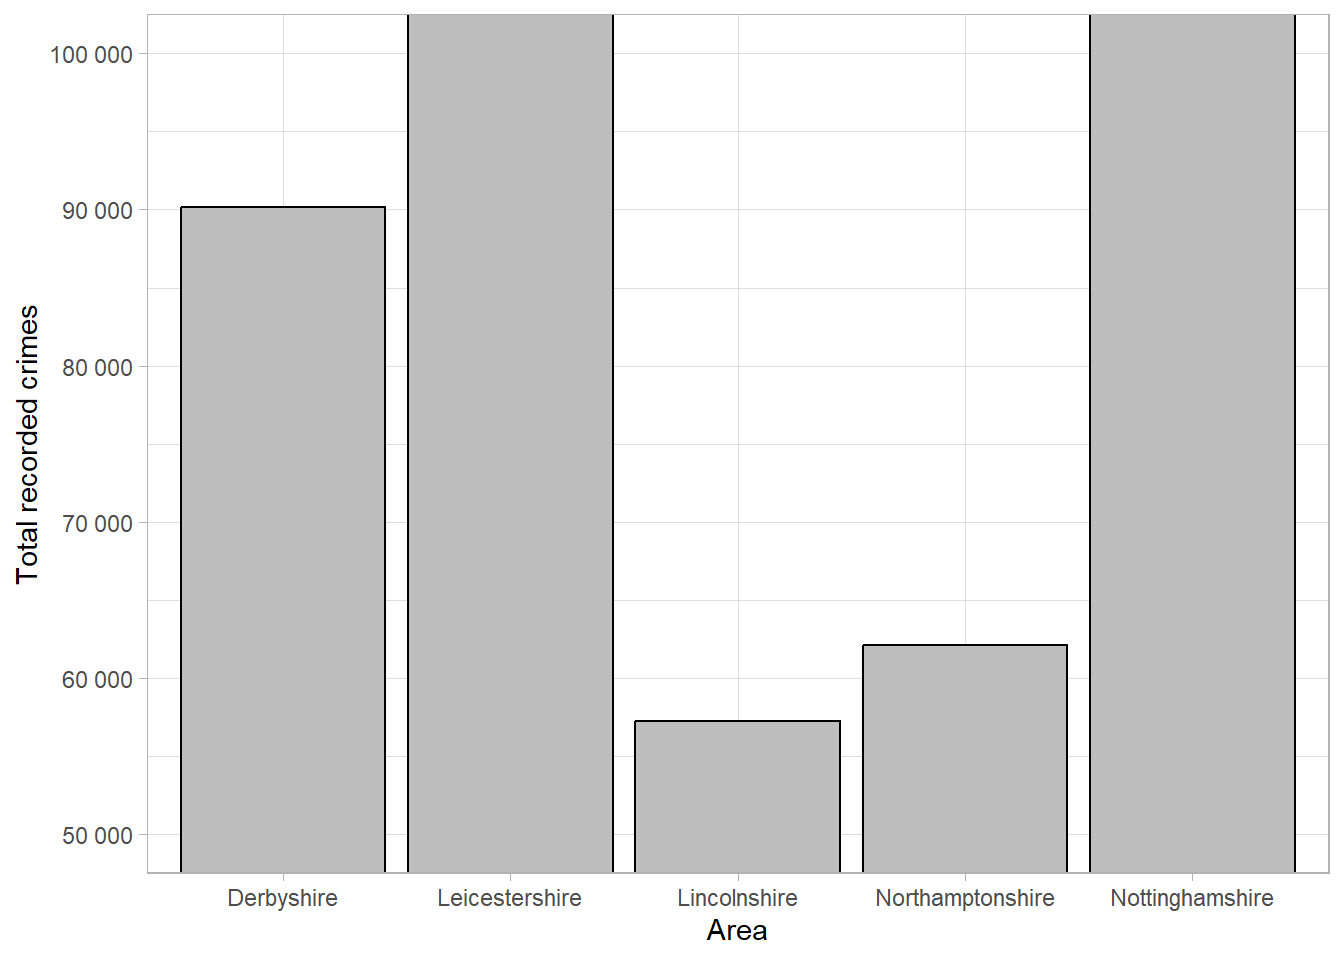 Total recorded crimes
100 000
90 000
80 000
70 000
60 000
50 000
Derbyshire Leicestershire Lincolnshire Northamptonshire Nottinghamshire
Area